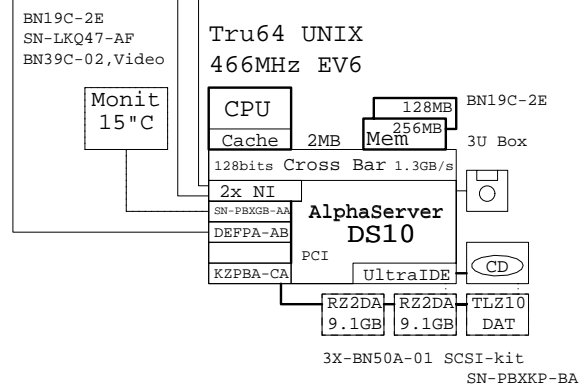 BN19C-2E
SN-LKQ47-AF
BN39C-02,Video
Tru64 UNIX
466MHz EV6
Monit
15"C
CPU
Cache
2MB
128MB
256MB
Mem
BN19C-2E
3U Box
128bits Cross Bar 1.3GB/s
2x NI
SN-PBXGB-AA
DEFPA-AB
KZPBA-CA
AlphaServer
DS10
PCI
UltraIDE
CD
RZ2DA RZ2DA TLZ10
9.1GB 9.1GB DAT
3X-BN50A-01 SCSI-kit
SN-PBXKP-BA